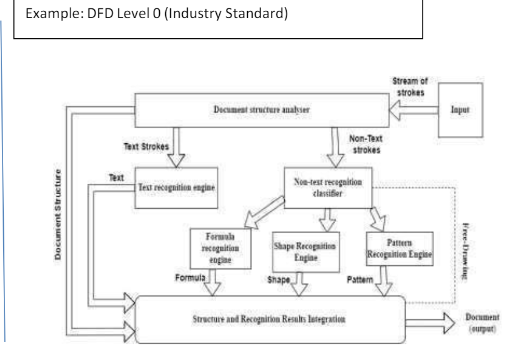 Example: DFD Level 0 (Industry Standard)
Stream of
strokes
Document structure analyser
Input
Text Strokes
Non-Text
strokes
Text
Text recognition engine
Non-text recognition
classifier
Document Structure
Formula
recognition
engine
Shape Recognition
Engine
Pattern
Recognition Engine
Free-Drawing
Formula
Shape
Pattern
Structure and Recognition Results Integration
Document
(output)